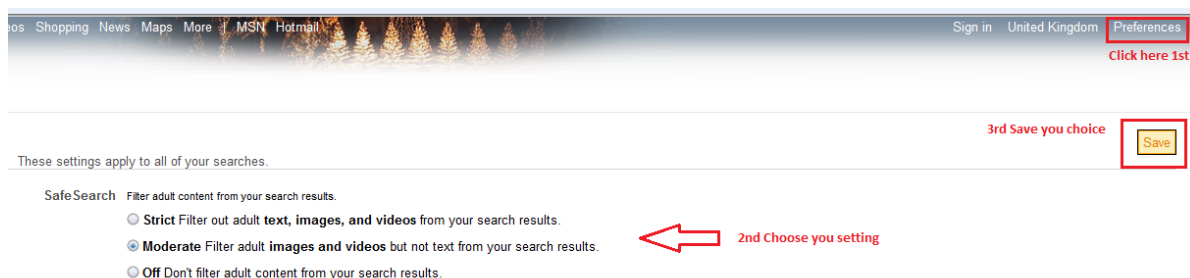 Shopping News Maps More | MSN Hotmail Sign in United Kingdom Preferences
Click here 1st
3rd Save you choice
Save
These settings apply to all of your searches.
SafeSearch Filter adult content from your search results.
Strict Filter out adult text, images, and videos from your search results.
Moderate Filter adult images and videos but not text from your search results.
2nd Choose you setting
Off Don't filter adult content from your search results.